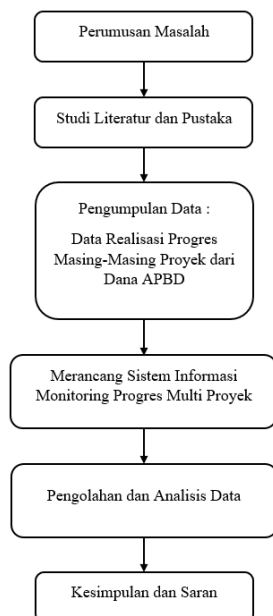 Perumusan Masalah
Studi Literatur dan Pustaka
Pengumpulan Data :
Data Realisasi Progres
Masing-Masing Proyek dari
Dana APBD
Merancang Sistem Informasi
Monitoring Progres Multi Proyek
Pengolahan dan Analisis Data
Kesimpulan dan Saran